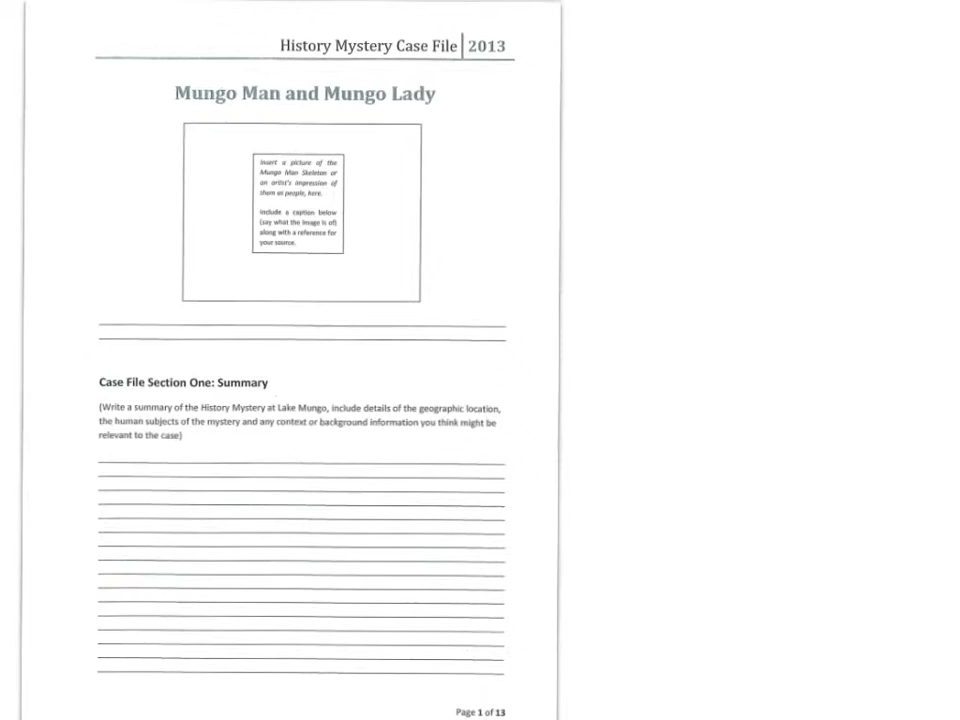 History Mystery Case File 2013
Mungo Man and Mungo Lady
Insert a picture of the
Mungo Man Skeleton or
an artist's impression of
them as people, here.
Include a caption below
(say what the image is of)
along with a reference for
your source.
Case File Section One: Summary
(Write a summary of the History Mystery at Lake Mungo, include details of the geographic location,
the human subjects of the mystery and any context or background information you think might be
relevant to the case)
Page 1 of 13